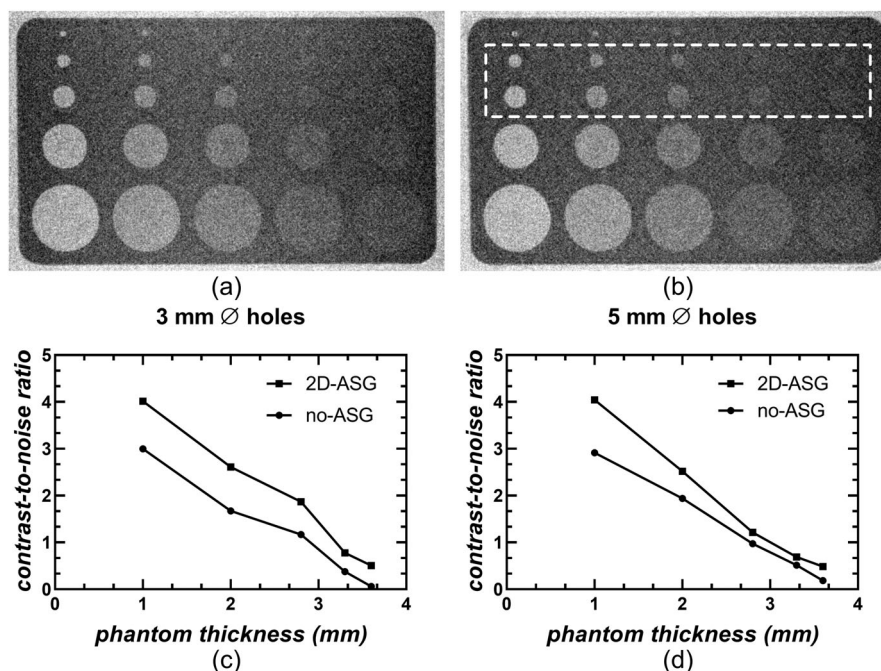 (a)
(b)
3 mm ∅ holes
5 mm ∅ holes
contrast-to-noise ratio
5
4
3
2
1
0
2D-ASG
no-ASG
0
1
2
3
4
phantom thickness (mm)
(c)
contrast-to-noise ratio
5
4
3
2
1
0
2D-ASG
no-ASG
0
1
2
3
4
phantom thickness (mm)
(d)